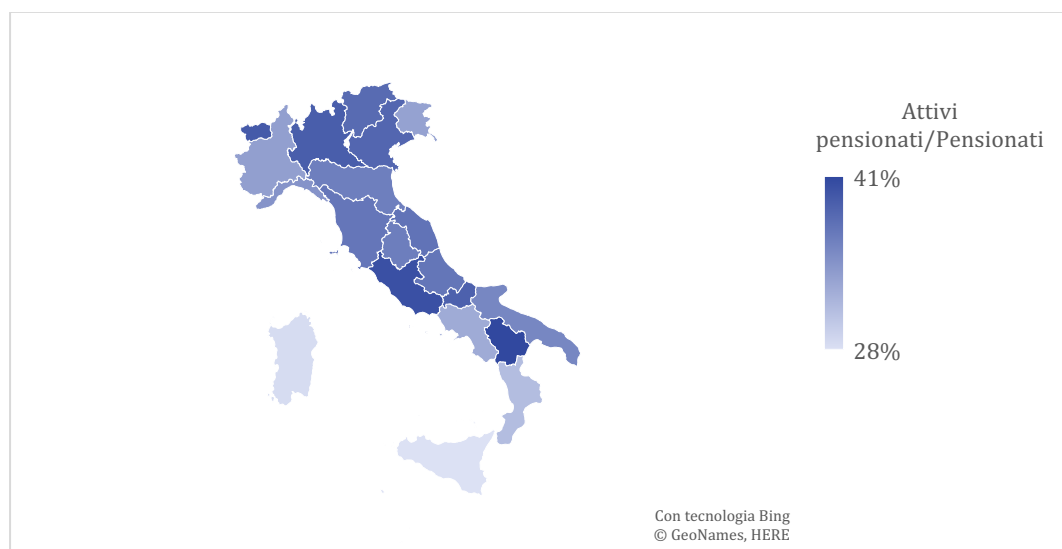 Attivi
pensionati/Pensionati
41%
28%
Con tecnologia Bing
© GeoNames, HERE